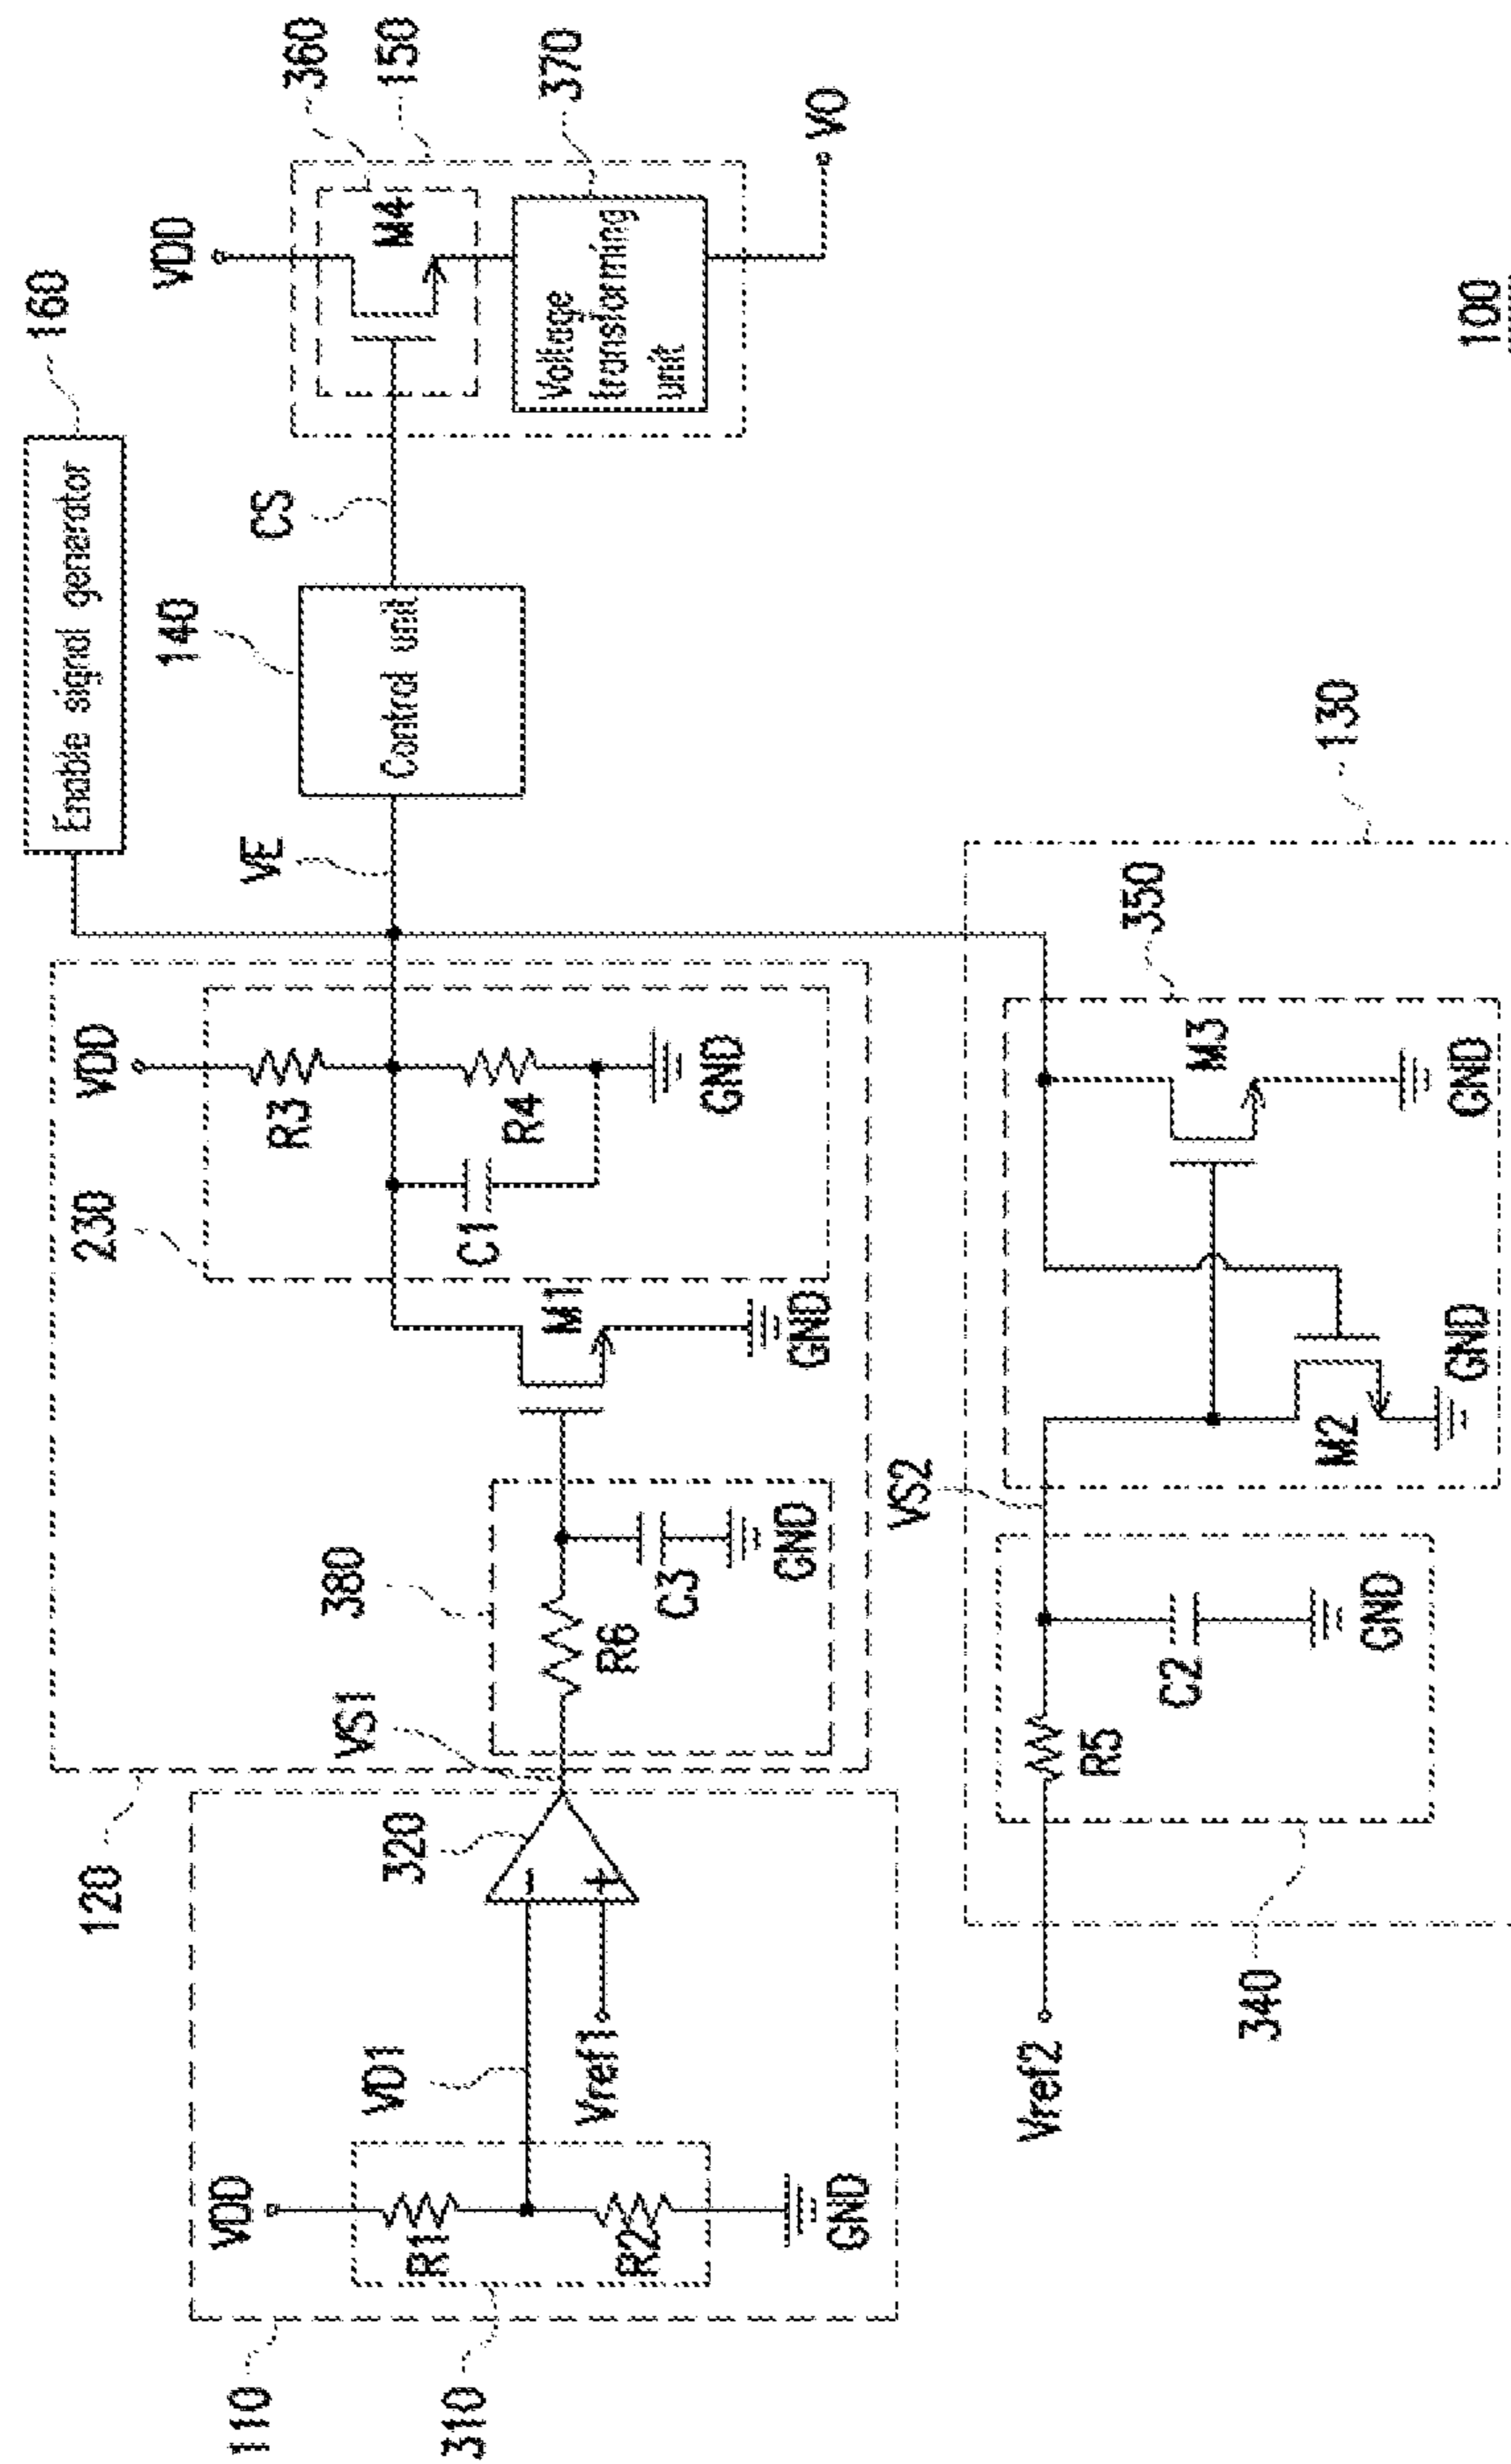 160
Enable signal generator
VDD
360
150
M4
370
Voltage
transforming
unit
VO
CS
140
Control unit
VE
120
230
VDD
R3
R4
C1
GND
M1
GND
380
R6
C3
GND
VS1
110
310
VDD
R1
R2
GND
VD1
Vref1
320
-
+
130
350
M3
GND
M2
GND
VS2
340
R5
C2
GND
Vref2
100